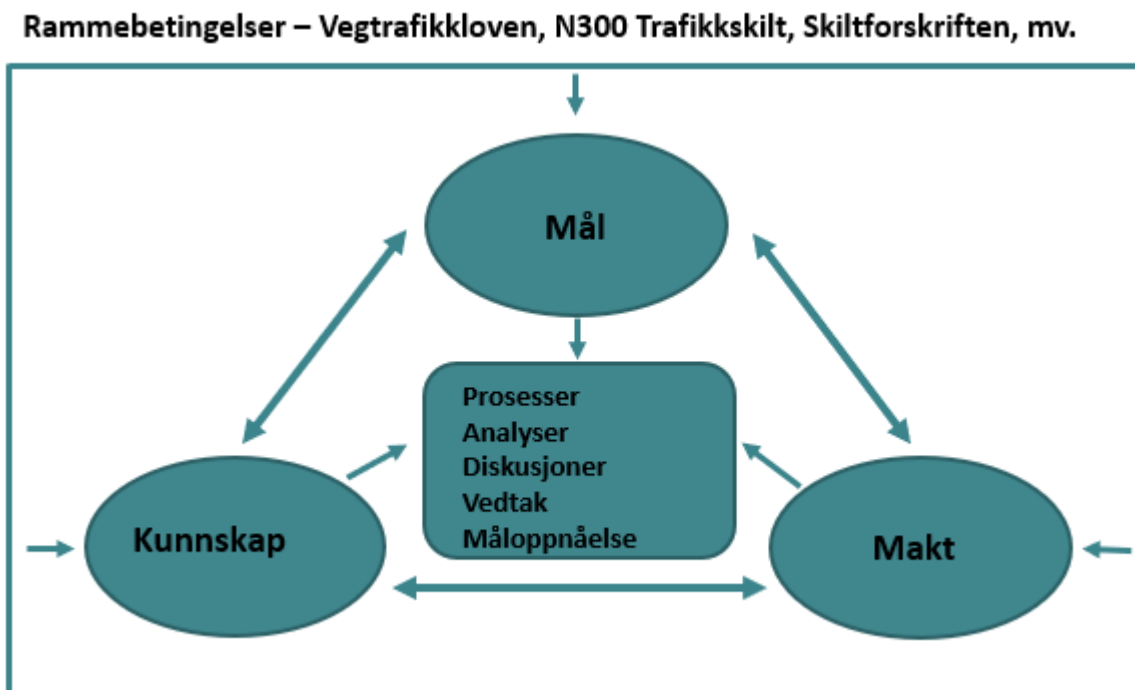 Rammebetingelser – Vegtrafikkloven, N300 Trafikkskilt, Skiltforskriften, mv.
Mål
Prosesser
Analyser
Diskusjoner
Vedtak
Måloppnåelse
Kunnskap
Makt